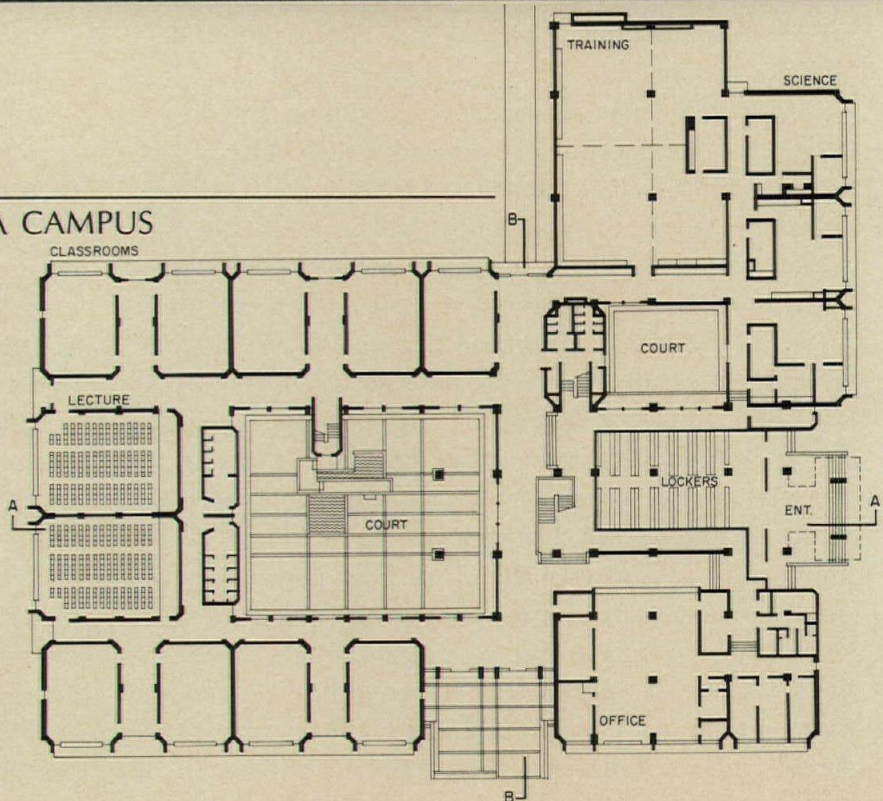 A CAMPUS
CLASSROOMS
TRAINING
SCIENCE
B
COURT
LECTURE
LOCKERS
A
COURT
ENT.
A
OFFICE
B